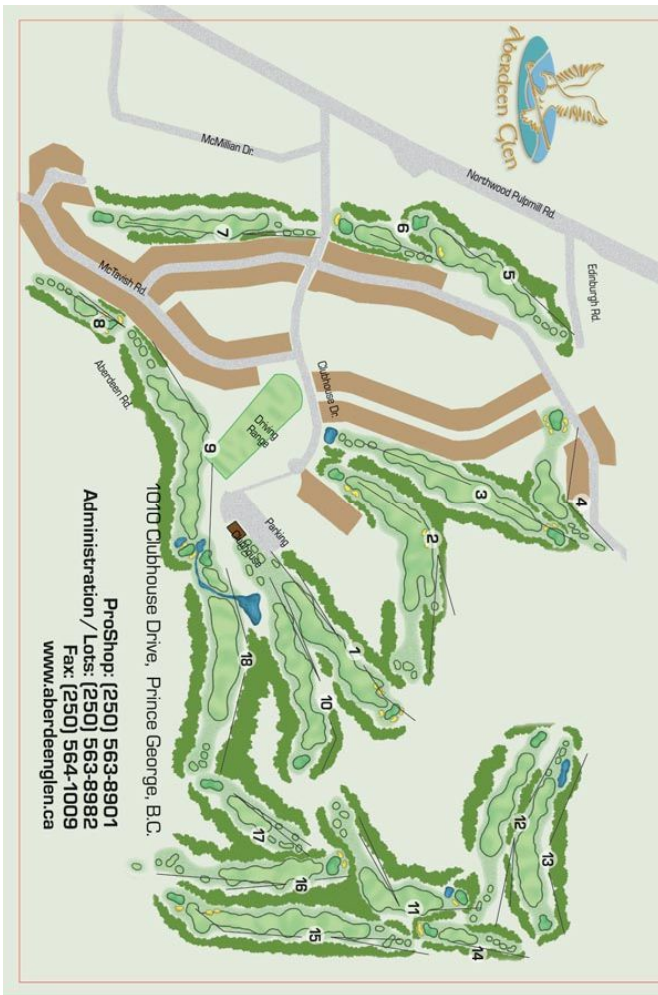 Aberdeen Glen
Northwood Pulpmill Rd.
McMillian Dr.
Edinburgh Rd.
7
6
5
McTavish Rd.
8
Aberdeen Rd.
Clubhouse Dr.
Driving
Range
9
4
3
2
Parking
Clubhouse
1
10
18
17
16
15
11
14
12
13
1010 Clubhouse Drive, Prince George, B.C.
ProShop: (250) 563-8901
Administration / Lots: (250) 563-8982
Fax: (250) 564-1009
www.aberdeenglen.ca